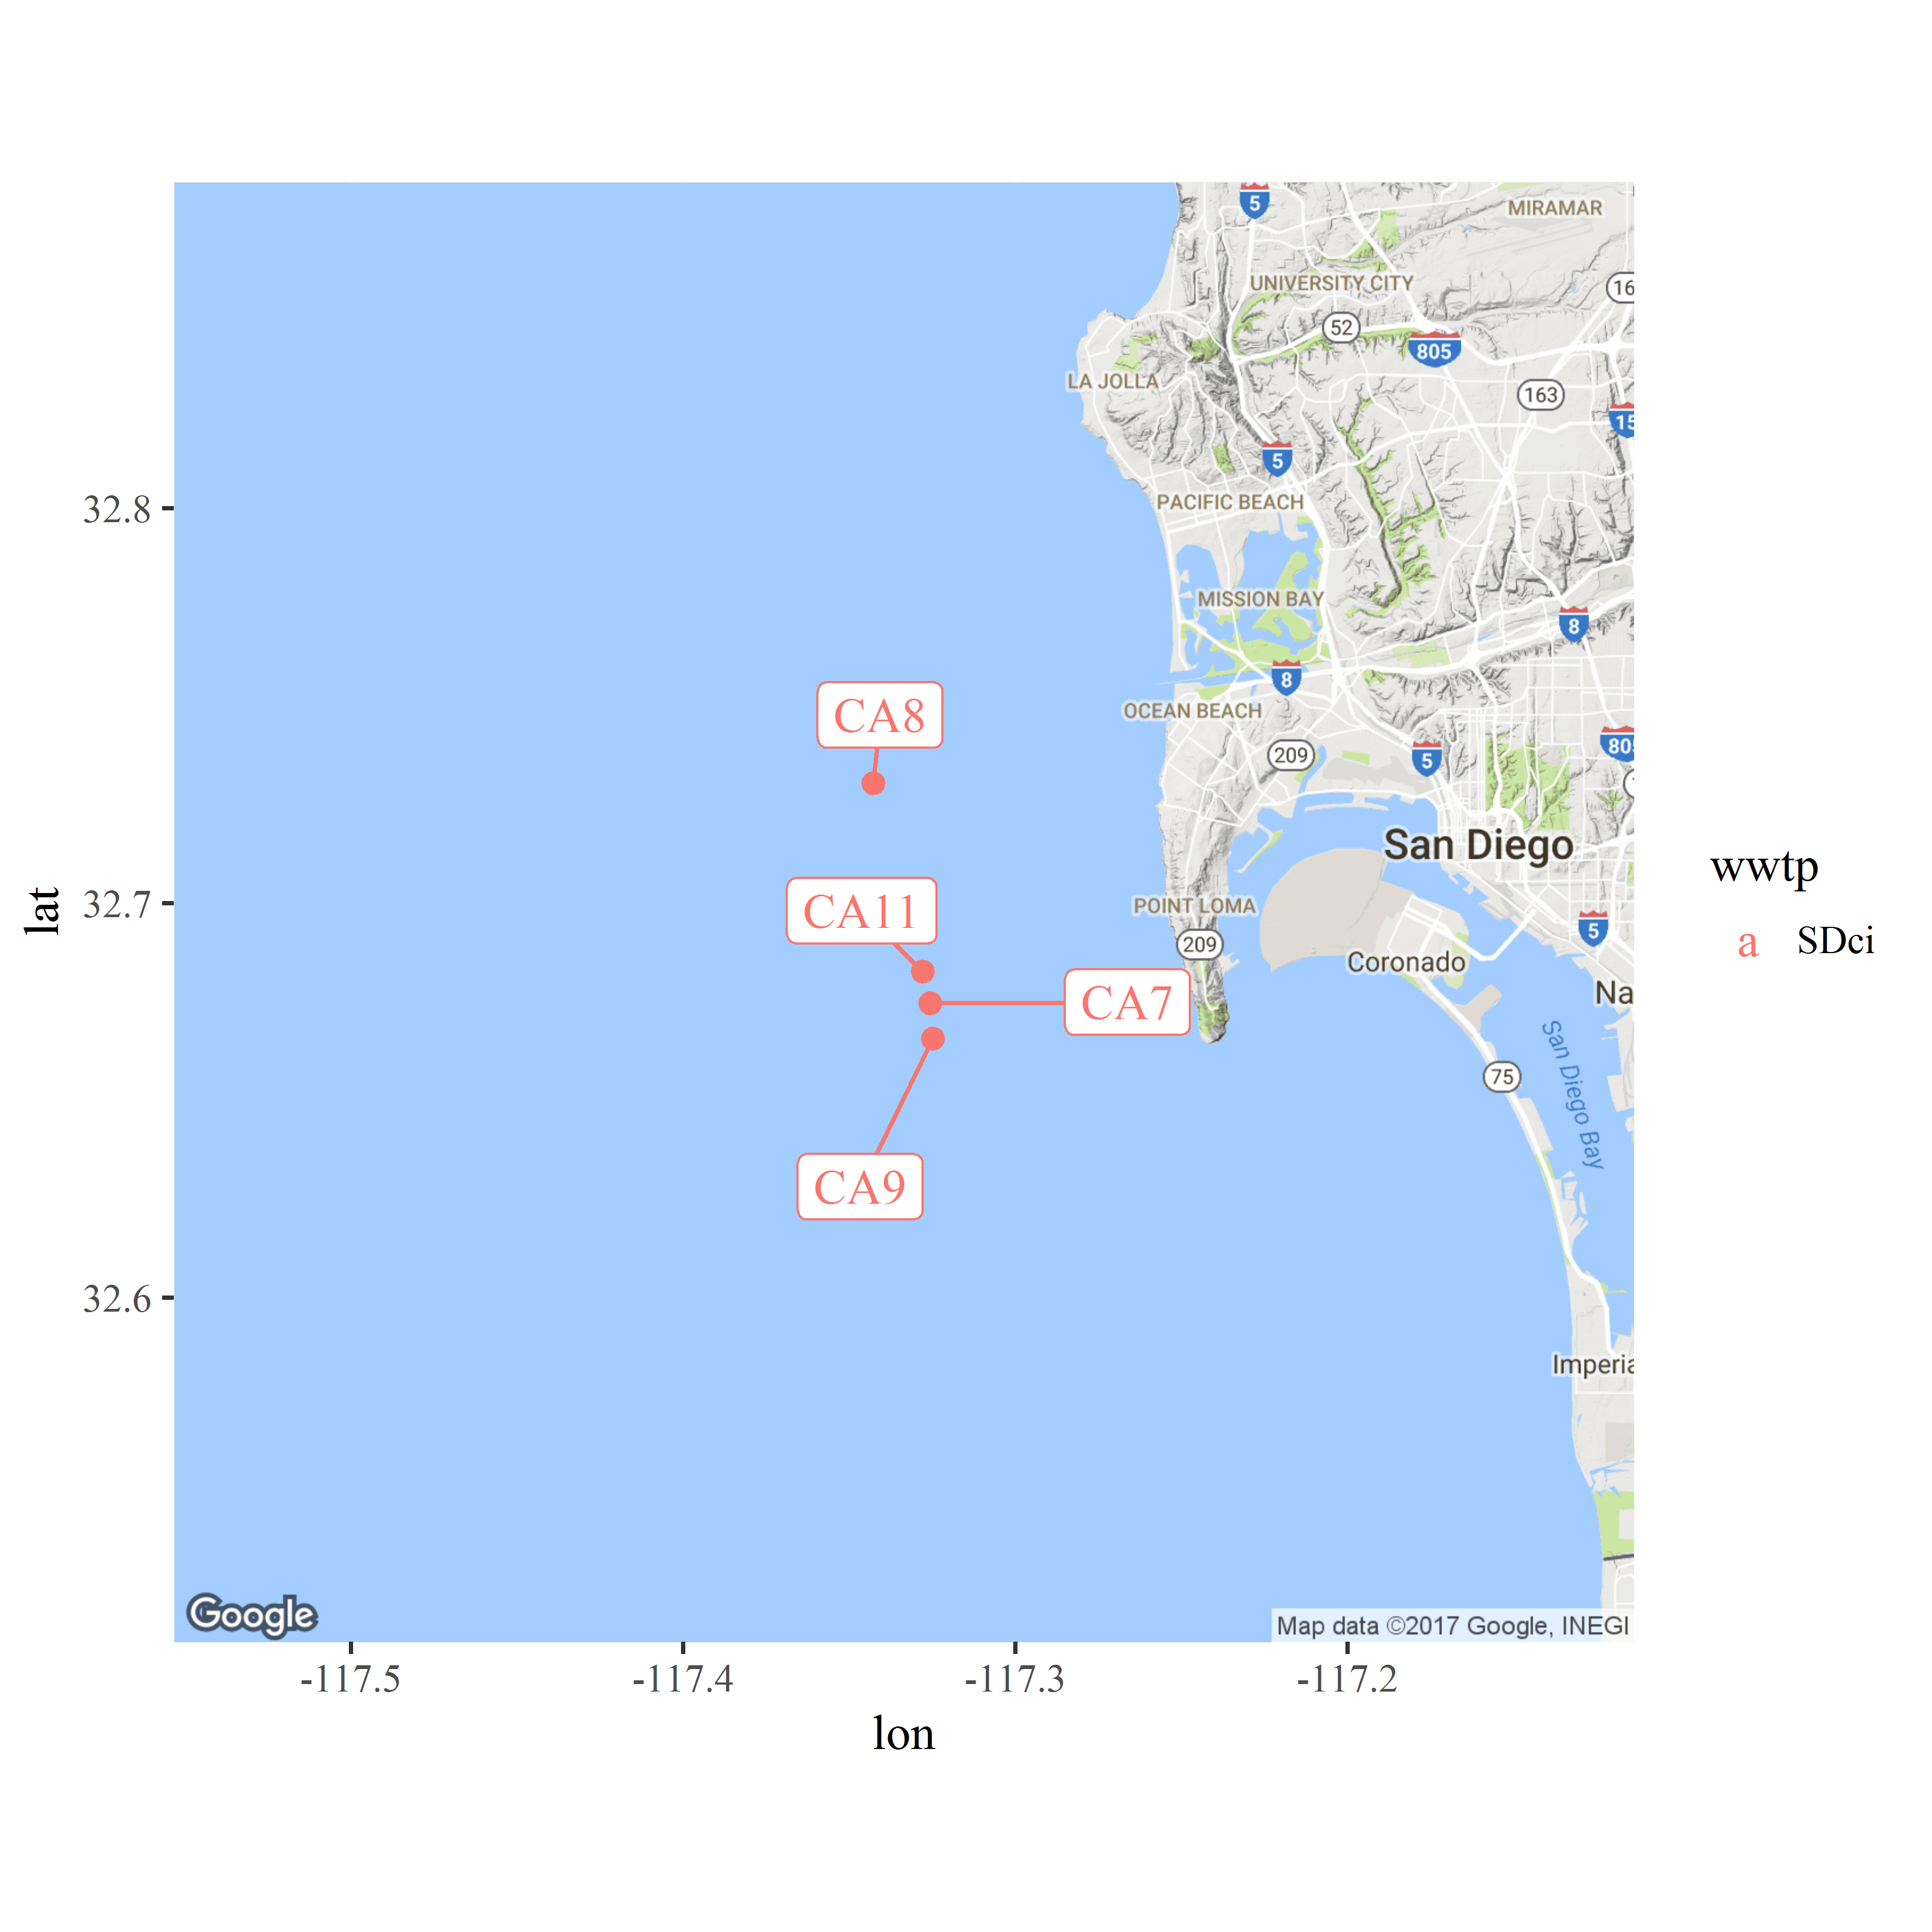 5
MIRAMAR
UNIVERSITY CITY
16
52
805
LA JOLLA
163
15
5
32.8
PACIFIC BEACH
MISSION BAY
8
8
CA8
OCEAN BEACH
209
5
80
San Diego
wwtp
lat
32.7
CA11
POINT LOMA
209
5
a SDci
Coronado
CA7
Na
75
San Diego Bay
CA9
32.6
Imperia
Google
Map data ©2017 Google, INEGI
-117.5
-117.4
-117.3
-117.2
lon